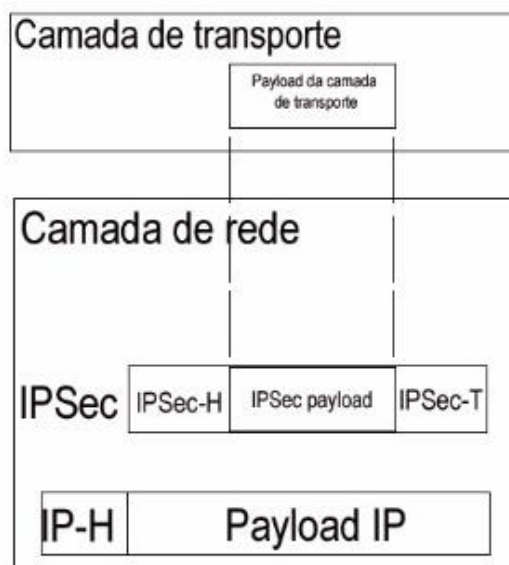 Camada de transporte
Payload da camada
de transporte
Camada de rede
IPSec
IPSec-H
IPSec payload
IPSec-T
IP-H
Payload IP